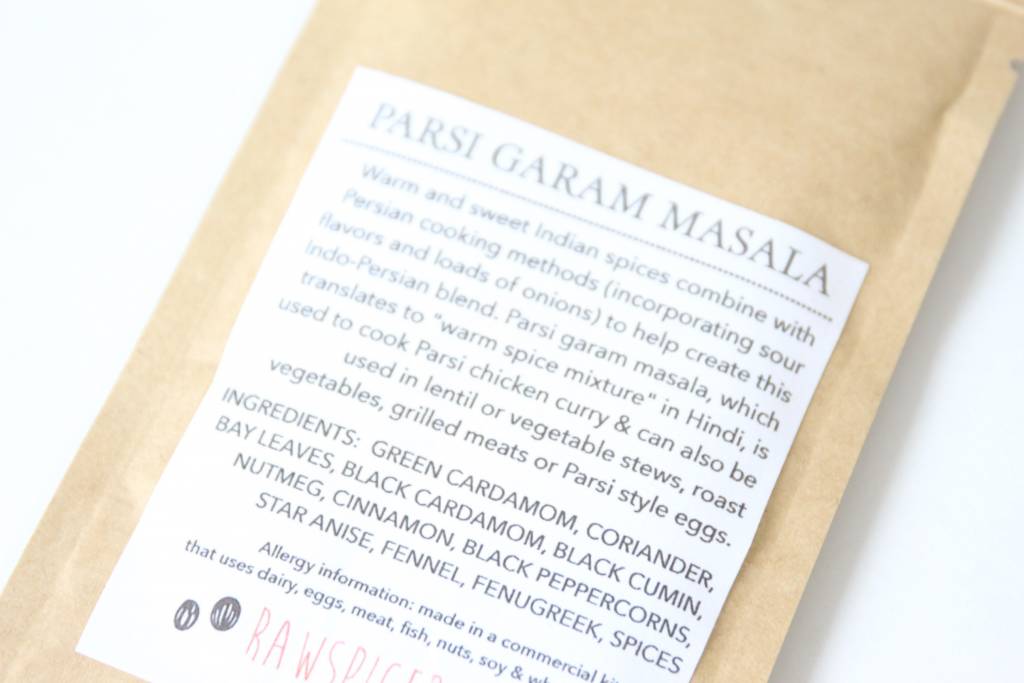 PARSI GARAM MASALA
Warm and sweet Indian spices combine with
Persian cooking methods (incorporating sour
flavors and loads of onions) to help create this
Indo-Persian blend. Parsi garam masala, which
translates to "warm spice mixture" in Hindi, is
used to cook Parsi chicken curry & can also be
used in lentil or vegetable stews, roast
vegetables, grilled meats or Parsi style eggs.
INGREDIENTS: GREEN CARDAMOM, CORIANDER,
BAY LEAVES, BLACK CARDAMOM, BLACK CUMIN,
NUTMEG, CINNAMON, BLACK PEPPERCORNS,
STAR ANISE, FENNEL, FENUGREEK, SPICES
Allergy information: made in a commercial
that uses dairy, eggs, meat, fish, nuts, soy &
RAWSPICE